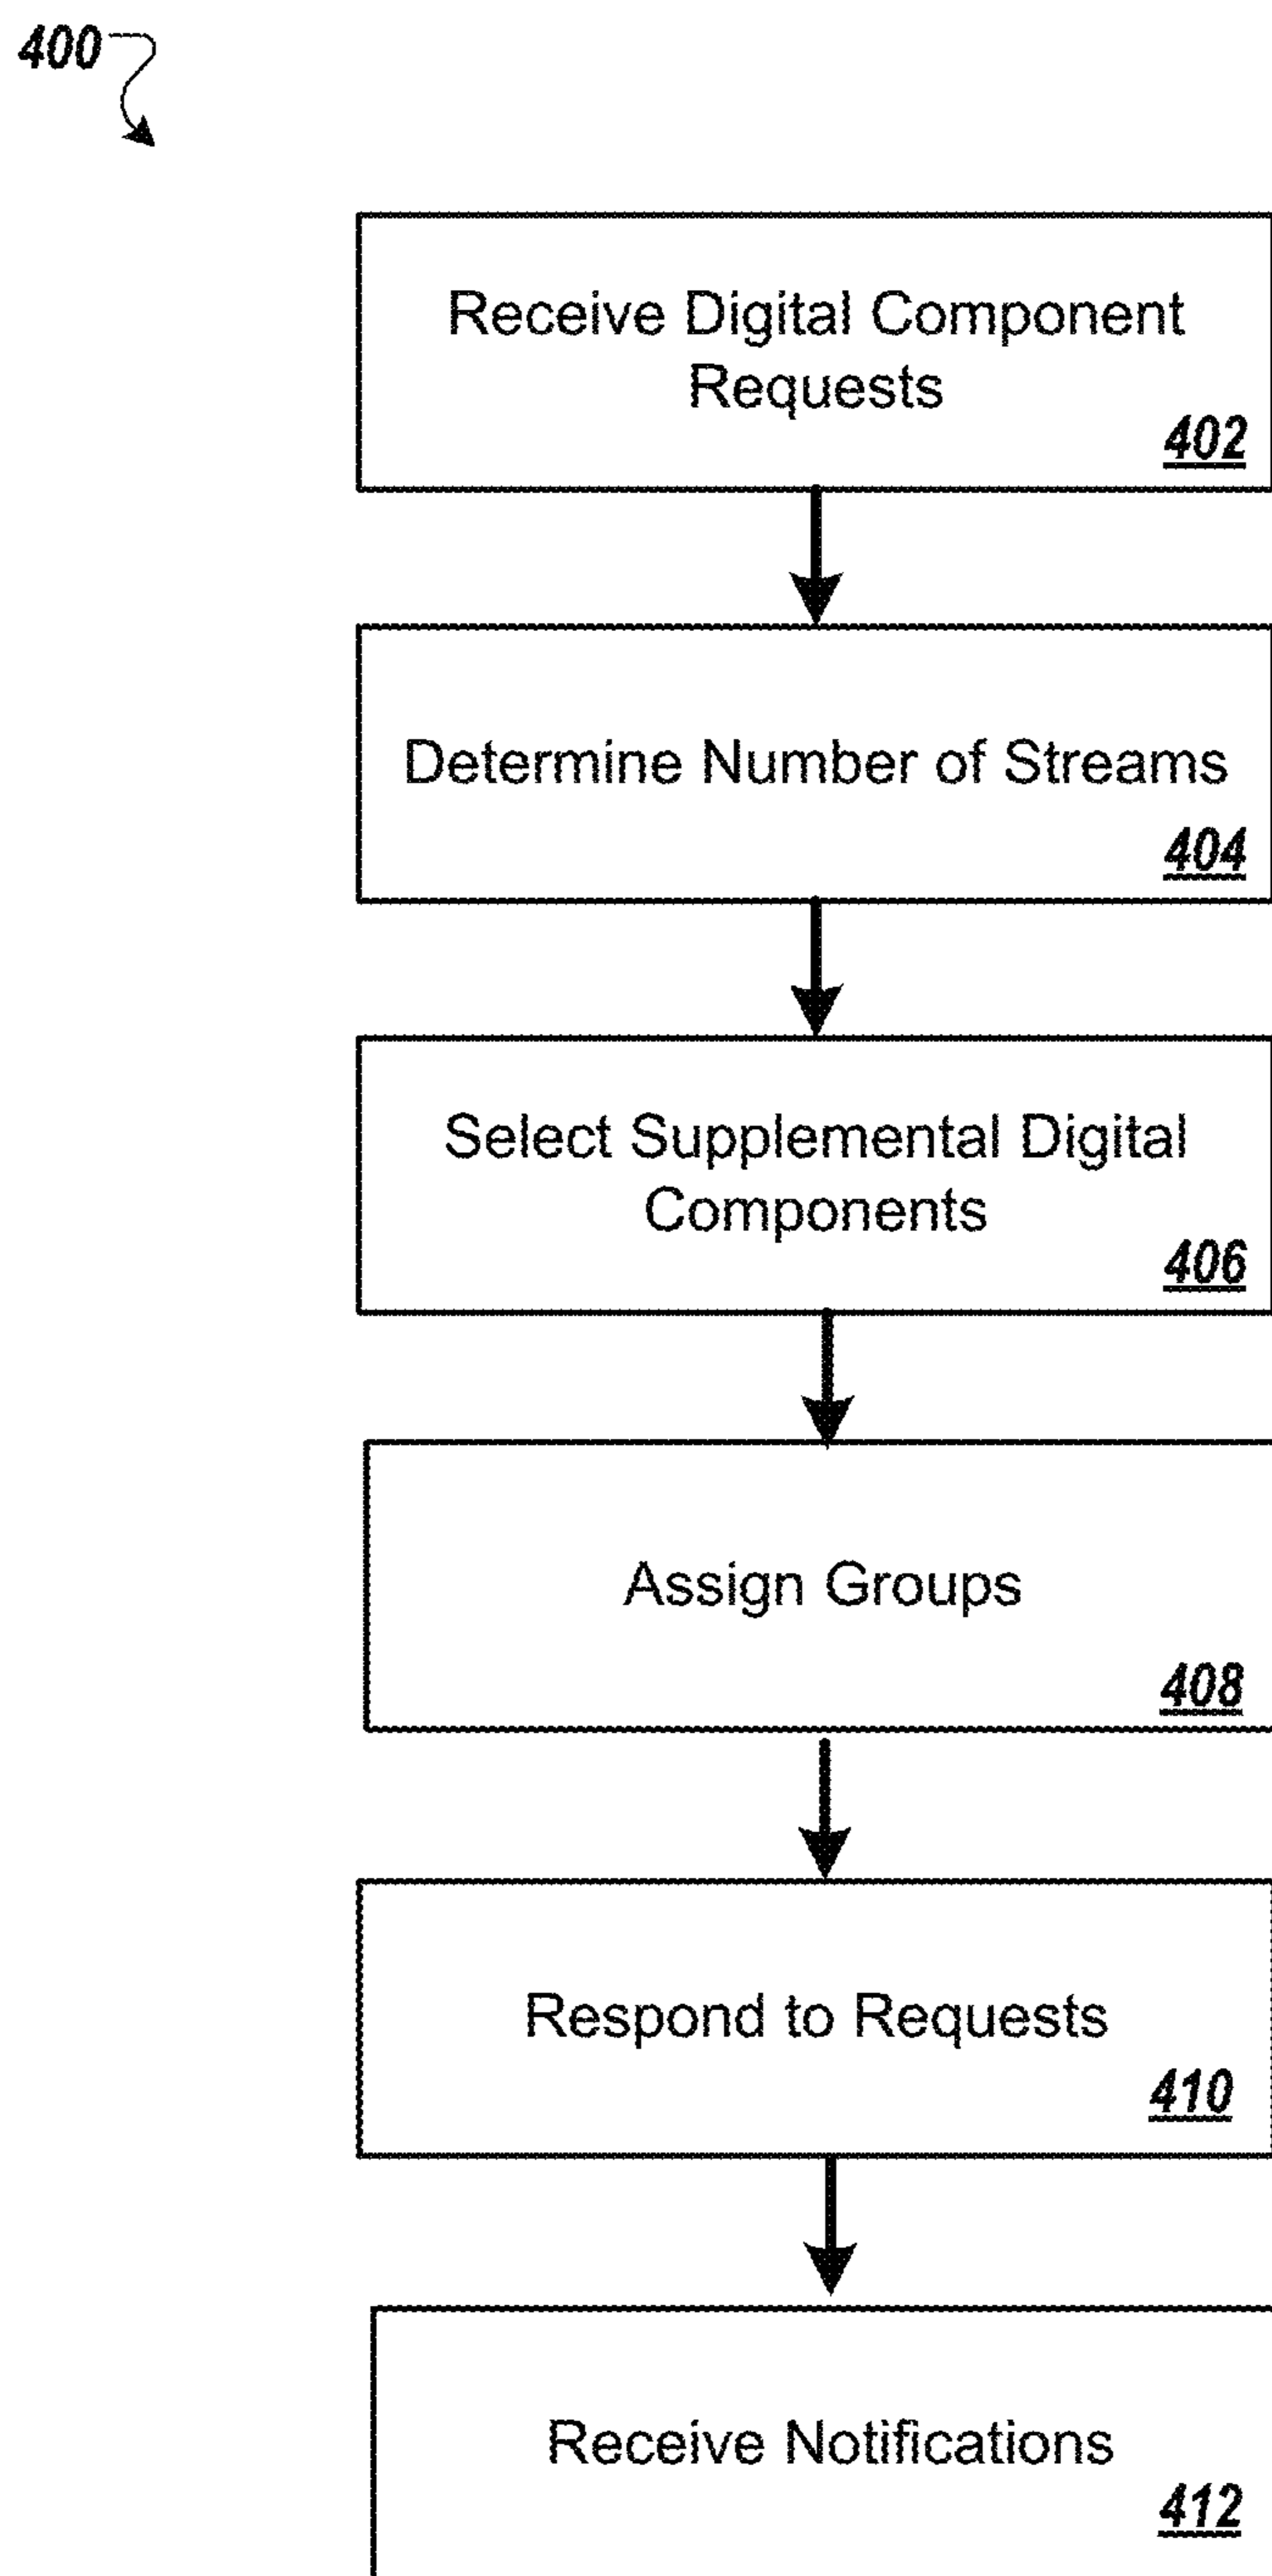 400
Receive Digital Component
Requests
402
Determine Number of Streams
404
Select Supplemental Digital
Components
406
Assign Groups
408
Respond to Requests
410
Receive Notifications
412